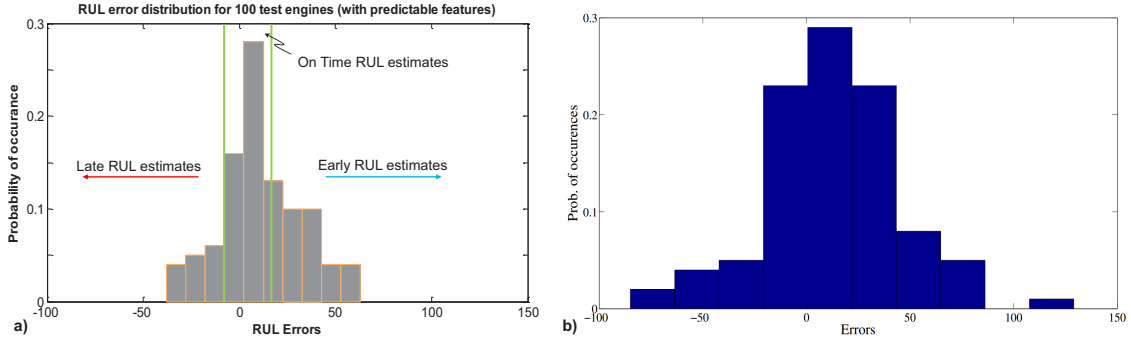 RUL error distribution for 100 test engines (with predictable features)
0.3
0.2
0.1
0
-100
-50
0
50
100
150
Probability of occurance
RUL Errors
On Time RUL estimates
Late RUL estimates
Early RUL estimates
a)
0.3
0.2
0.1
0
−100
−50
0
50
100
150
Prob. of occurences
Errors
b)